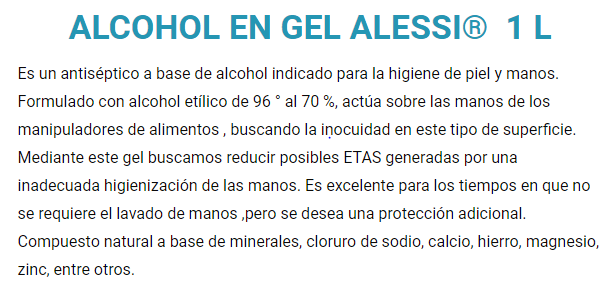 ALCOHOL EN GEL ALESSI® 1 L
Es un antiséptico a base de alcohol indicado para la higiene de piel y manos.
Formulado con alcohol etílico de 96 ° al 70 %, actúa sobre las manos de los
manipuladores de alimentos , buscando la inocuidad en este tipo de superficie.
Mediante este gel buscamos reducir posibles ETAS generadas por una
inadecuada higienización de las manos. Es excelente para los tiempos en que no
se requiere el lavado de manos ,pero se desea una protección adicional.
Compuesto natural a base de minerales, cloruro de sodio, calcio, hierro, magnesio,
zinc, entre otros.